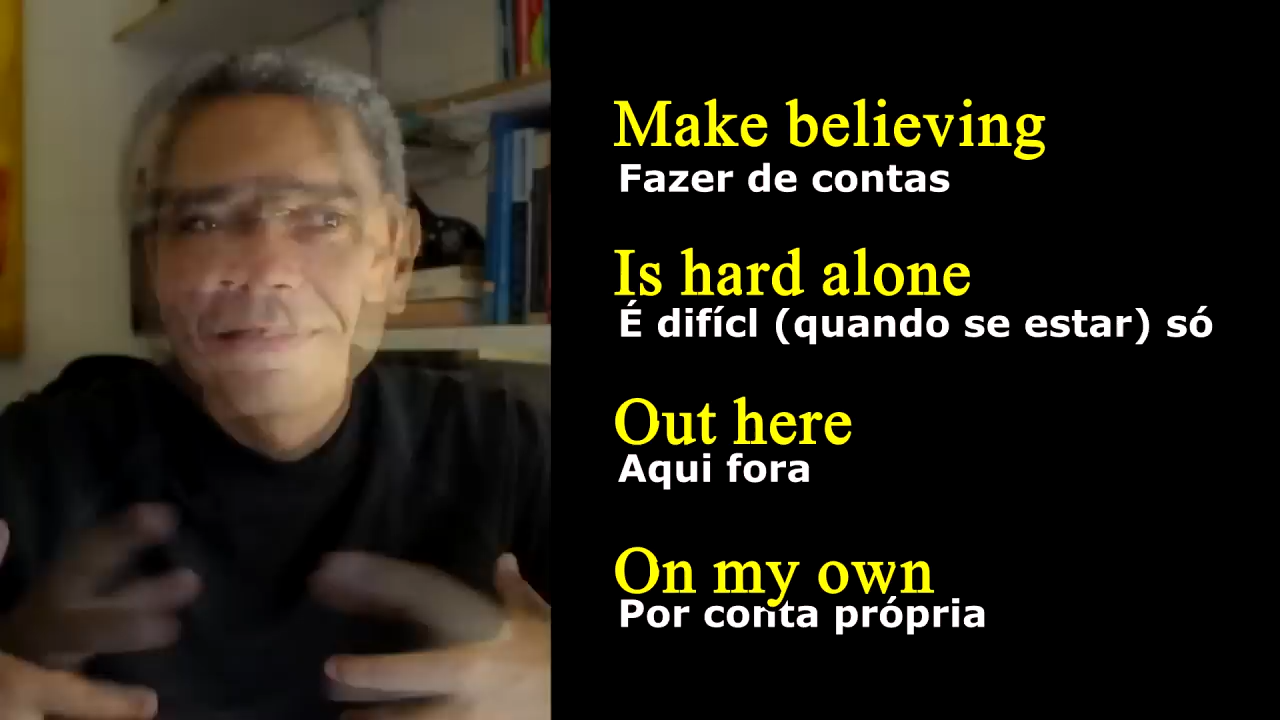 Make believing
Fazer de contas
Is hard alone
É difícl (quando se estar) só
Out here
Aqui fora
On my own
Por conta própria